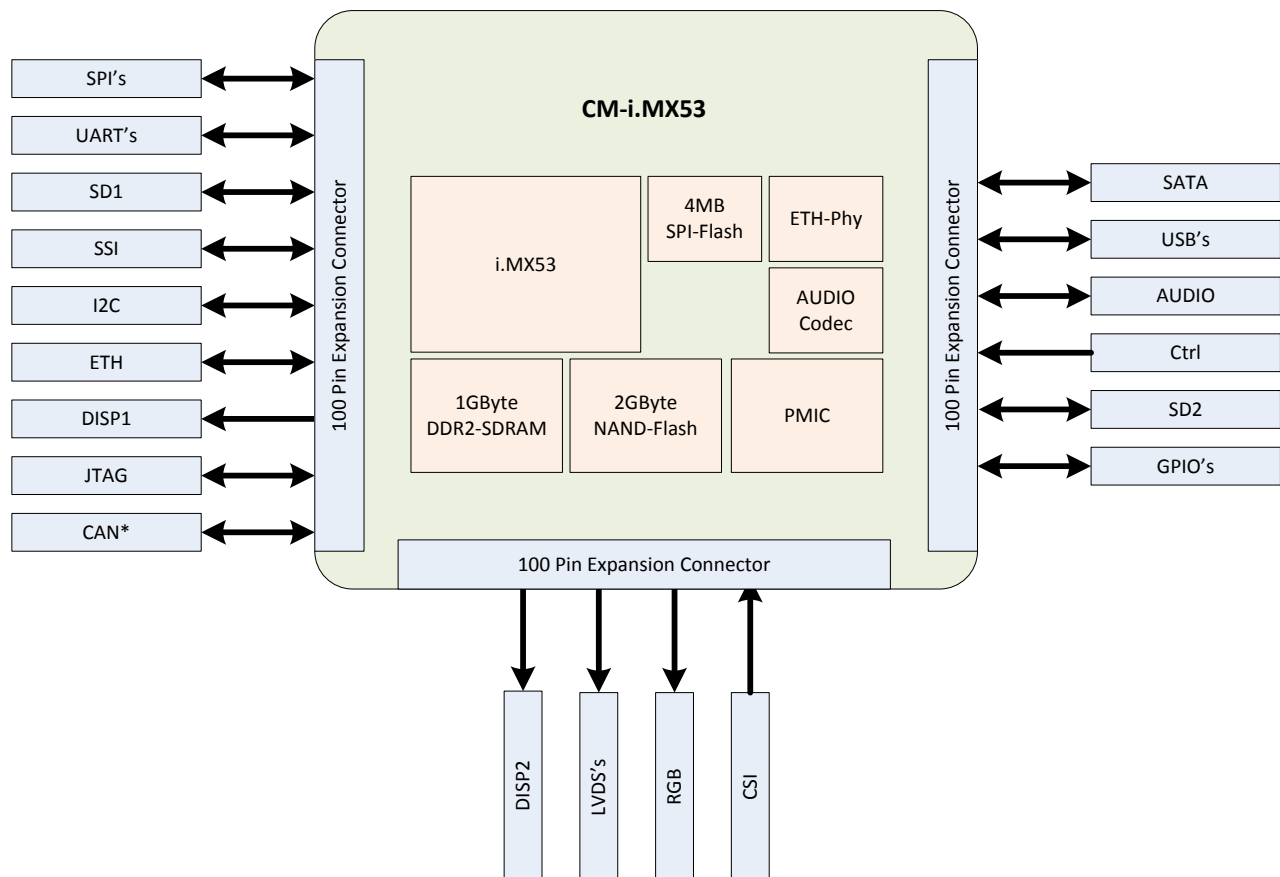 CM-i.MX53
SPI's
UART's
SD1
SSI
I2C
ETH
DISP1
JTAG
CAN*
100 Pin Expansion Connector
i.MX53
4MB
SPI-Flash
ETH-Phy
AUDIO
Codec
1GByte
DDR2-SDRAM
2GByte
NAND-Flash
PMIC
100 Pin Expansion Connector
SATA
USB's
AUDIO
Ctrl
SD2
GPIO's
100 Pin Expansion Connector
DISP2
LVDS's
RGB
CSI